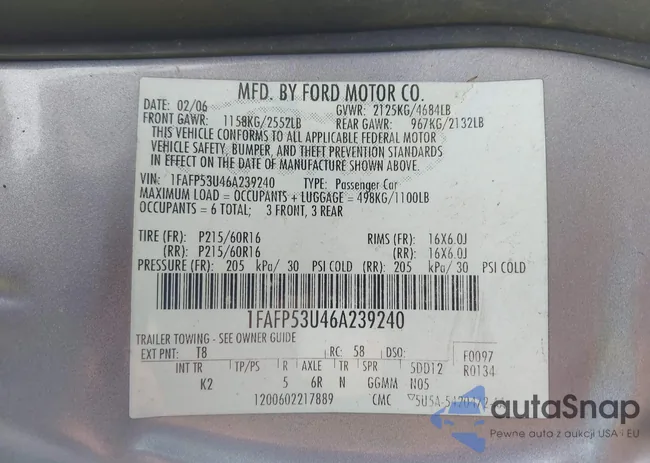 MFD. BY FORD MOTOR CO.
DATE: 02/06 GVWR: 2125KG/4684LB
FRONT GAWR: 1158KG/2552LB REAR GAWR: 967KG/2132LB
THIS VEHICLE CONFORMS TO ALL APPLICABLE FEDERAL MOTOR
VEHICLE SAFETY, BUMPER, AND THEFT PREVENTION STANDARDS
IN EFFECT ON THE DATE OF MANUFACTURE SHOWN ABOVE.
VIN: 1FAFP53U46A239240 TYPE: Passenger Car
MAXIMUM LOAD = OCCUPANTS + LUGGAGE = 498KG/1100LB
OCCUPANTS = 6 TOTAL; 3 FRONT, 3 REAR
TIRE (FR): P215/60R16 RIMS (FR): 16X6.0J
(RR): P215/60R16 (RR): 16X6.0J
PRESSURE (FR): 205 kPa/ 30 PSI COLD (RR): 205 kPa/ 30 PSI COLD
1FAFP53U46A239240
TRAILER TOWING - SEE OWNER GUIDE
EXT PNT: T8 RC: 58 DSO: F0097
INT TR TP/PS R AXLE TR SPR 5DD12 R0134
K2 5 6R N GGMM N05
1200602217889 CMC
autoSnap
Pewne auto z aukcji USA i EU